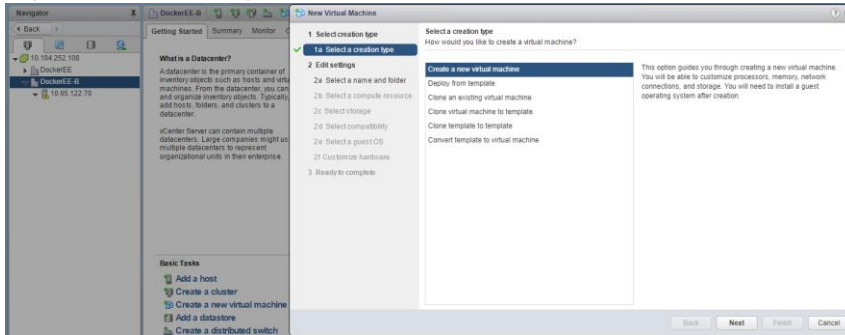 Navigator
Back
10.104.252.108
DockerEE
DockerEE-B
10.65.122.70
DockerEE-B
Getting Started Summary Monitor
What is a Datacenter?
A datacenter is the primary container of
inventory objects such as hosts and virtu
machines. From the datacenter, you can
and organize inventory objects. Typically,
add hosts, folders, and clusters to a
datacenter.
vCenter Server can contain multiple
datacenters. Large companies might us
multiple datacenters to represent
organizational units in their enterprise.
Basic Tasks
Add a host
Create a cluster
Create a new virtual machine
Add a datastore
Create a distributed switch
New Virtual Machine
1 Select creation type
1a Select a creation type
2 Edit settings
2a Select a name and folder
2b Select a compute resource
2c Select storage
2d Select compatibility
2e Select a guest OS
2f Customize hardware
3 Ready to complete
Select a creation type
How would you like to create a virtual machine?
Create a new virtual machine
Deploy from template
Clone an existing virtual machine
Clone virtual machine to template
Clone template to template
Convert template to virtual machine
This option guides you through creating a new virtual machine.
You will be able to customize processors, memory, network
connections, and storage. You will need to install a guest
operating system after creation.
Back Next Finish Cancel